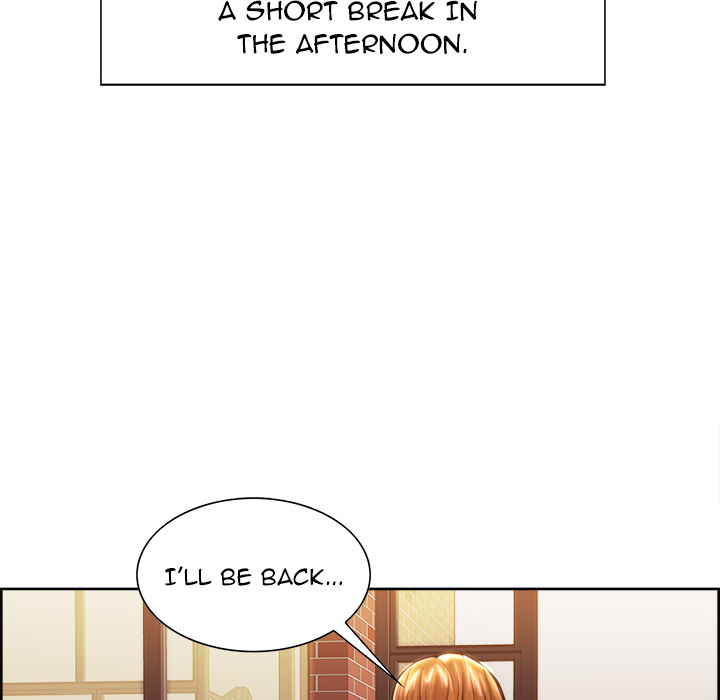 A SHORT BREAK IN
THE AFTERNOON.
I'LL BE BACK...